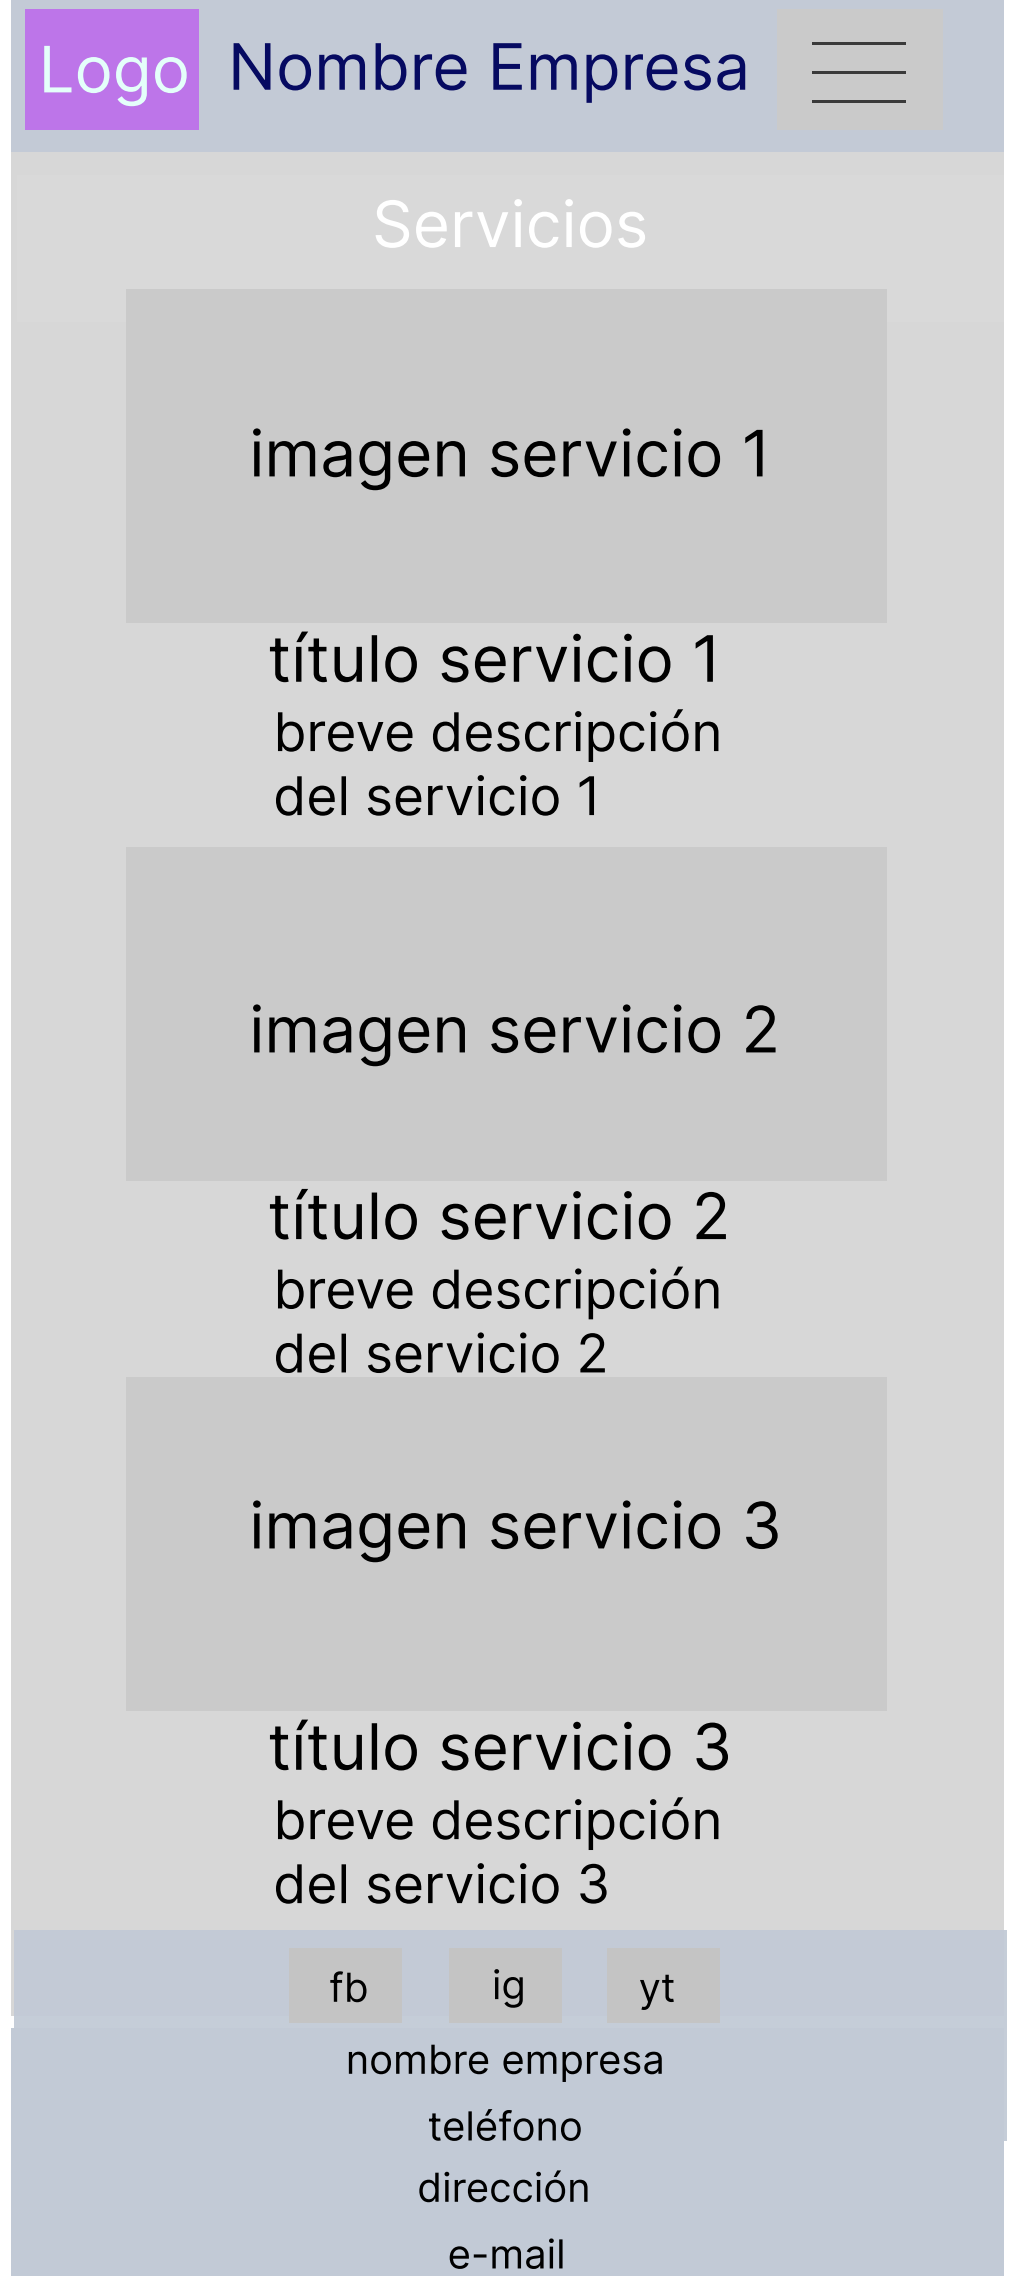 Logo
Nombre Empresa
Servicios
imagen servicio 1
título servicio 1
breve descripción
del servicio 1
imagen servicio 2
título servicio 2
breve descripción
del servicio 2
imagen servicio 3
título servicio 3
breve descripción
del servicio 3
fb ig yt
nombre empresa
teléfono
dirección
e-mail